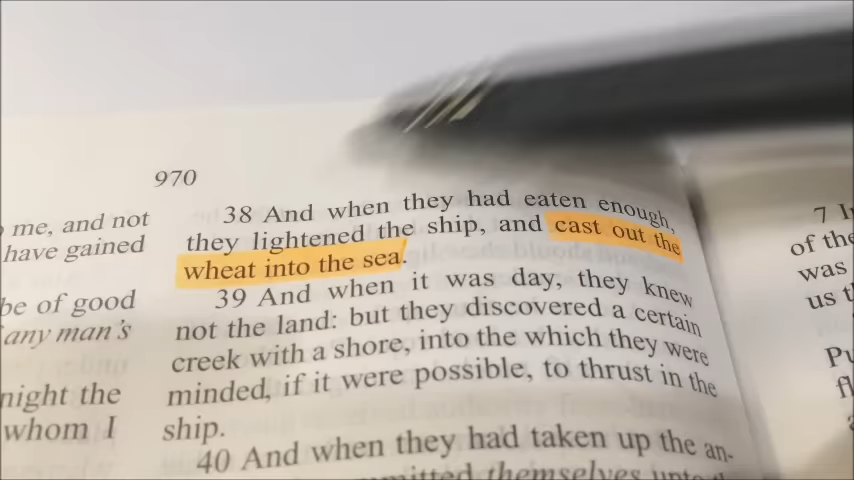 970
me, and not
have gained
be of good
any man's
night the
whom I
38 And when they had eaten enough,
they lightened the ship, and cast out the
wheat into the sea.
39 And when it was day, they knew
not the land: but they discovered a certain
creek with a shore, into the which they were
minded, if it were possible, to thrust in the
ship.
40 And when they had taken up the an-
themselves unto
7
of the
was
us